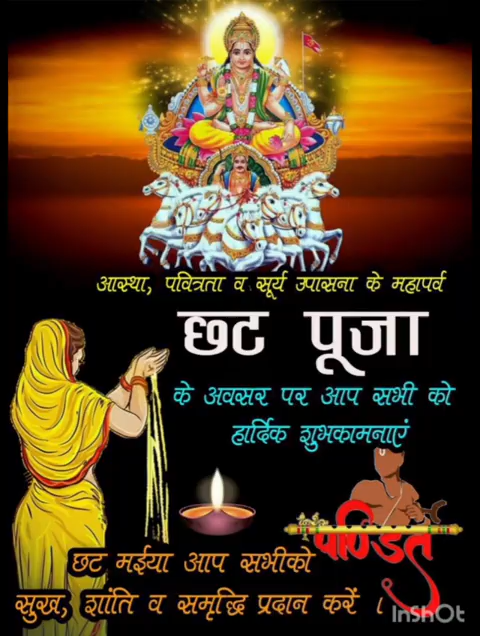 आस्था, पवित्रता व सूर्य उपासना के महापर्व
छट पूजा
के अवसर पर आप सभी को
हार्दिक शुभकामनाएं
पण्डित
छट मईया आप सभीको
सुख, शांति व समृद्धि प्रदान करें ।
InShOt